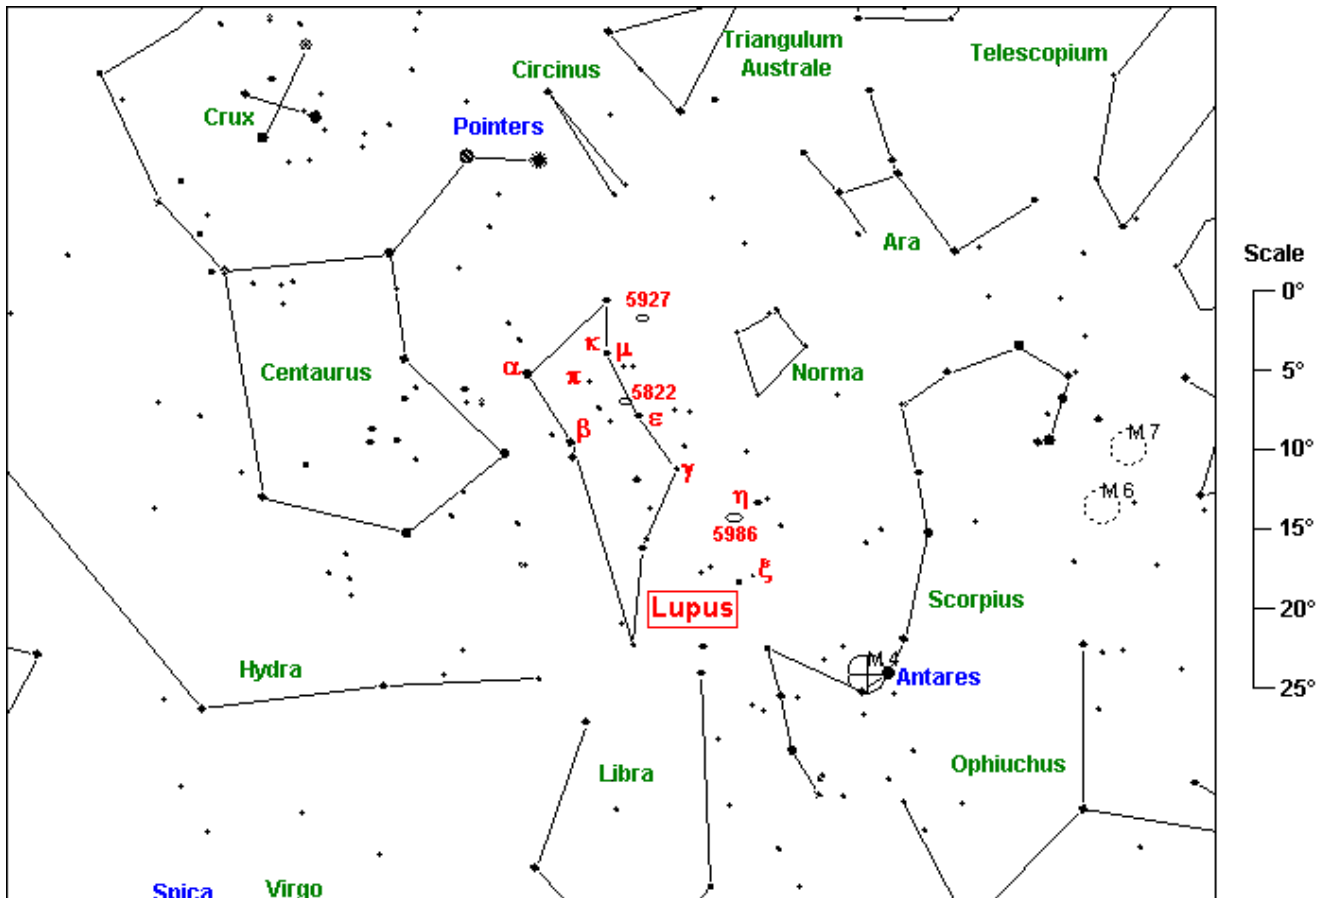 Triangulum
Australe
Telescopium
Circinus
Crux
Pointers
Ara
Scale
0°
5927
κ
μ
α
π
5822
Centaurus
Norma
5°
ε
β
M 7
10°
γ
η
M 6
5986
15°
ξ
Lupus
Scorpius
20°
Hydra
M 4
Antares
25°
Libra
Ophiuchus
Spica
Virgo